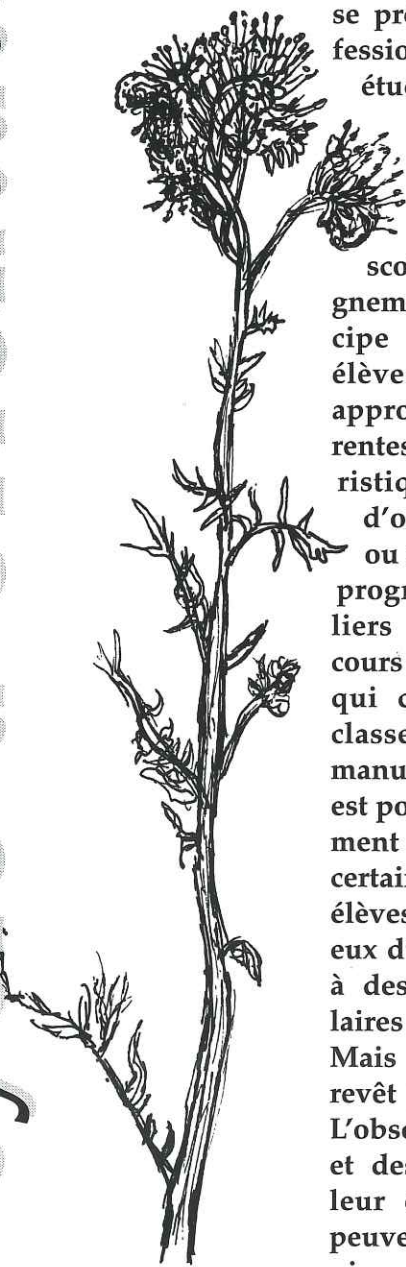 se pr
fessio
étu
sco
gnem
cipe
élève
appro
rentes
ristiq
d'o
ou
progr
liers
cours
qui c
classe
manu
est po
ment
certain
élèves
eux d
à des
laires
Mais
revêt
L'obse
et des
leur
peuve